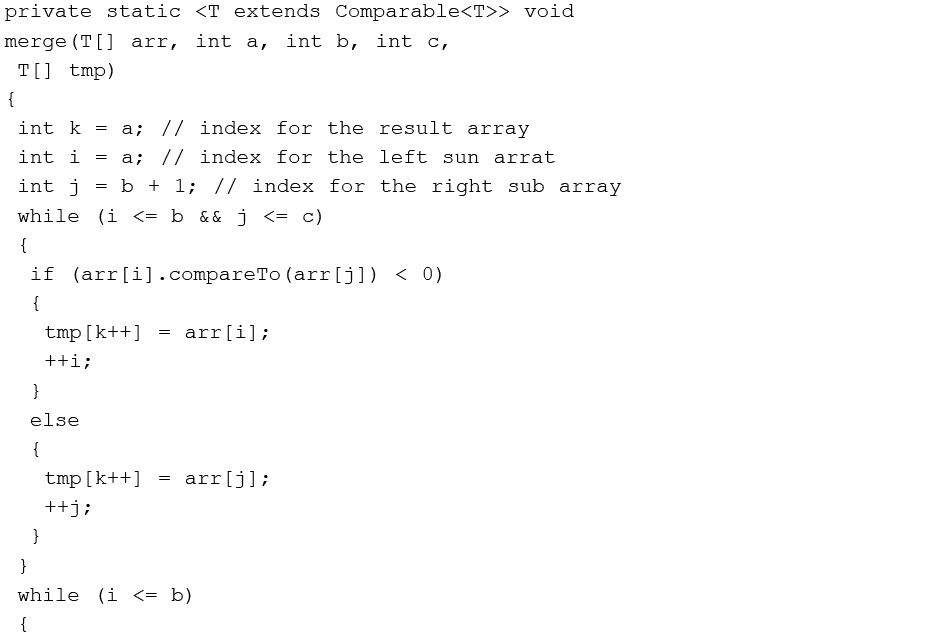 private static <T extends Comparable<T>> void
merge(T[] arr, int a, int b, int c,
T[] tmp)
{
int k = a; // index for the result array
int i = a; // index for the left sun arrat
int j = b + 1; // index for the right sub array
while (i <= b && j <= c)
{
if (arr[i].compareTo(arr[j]) < 0)
{
tmp[k++] = arr[i];
++i;
}
else
{
tmp[k++] = arr[j];
++j;
}
}
while (i <= b)
{